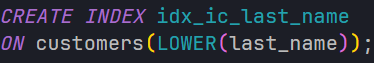 CREATE INDEX idx_ic_last_name
ON customers(LOWER(last_name));